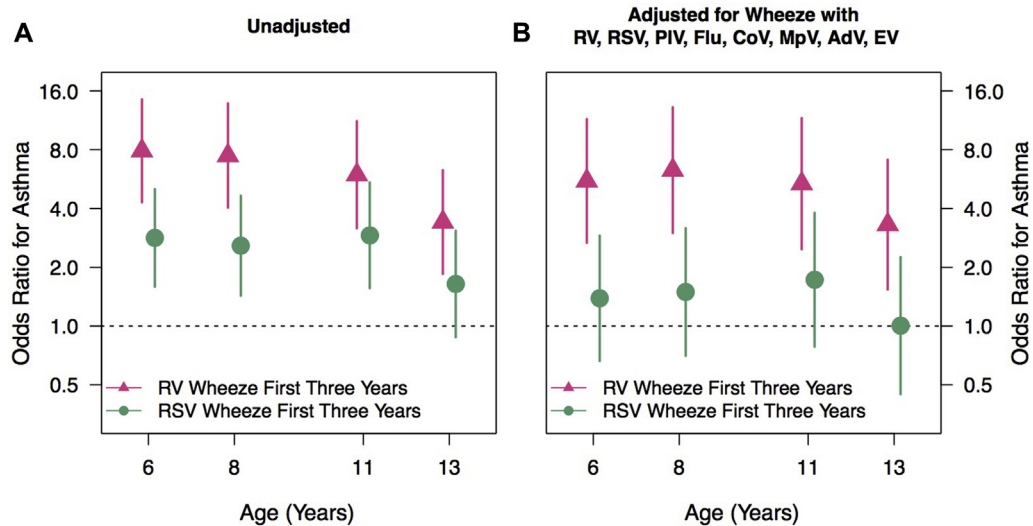 A
Unadjusted
Odds Ratio for Asthma
16.0
8.0
4.0
2.0
1.0
0.5
RV Wheeze First Three Years
RSV Wheeze First Three Years
6
8
11
13
Age (Years)
B
Adjusted for Wheeze with
RV, RSV, PIV, Flu, CoV, MpV, AdV, EV
RV Wheeze First Three Years
RSV Wheeze First Three Years
16.0
8.0
4.0
2.0
1.0
0.5
Odds Ratio for Asthma
6
8
11
13
Age (Years)